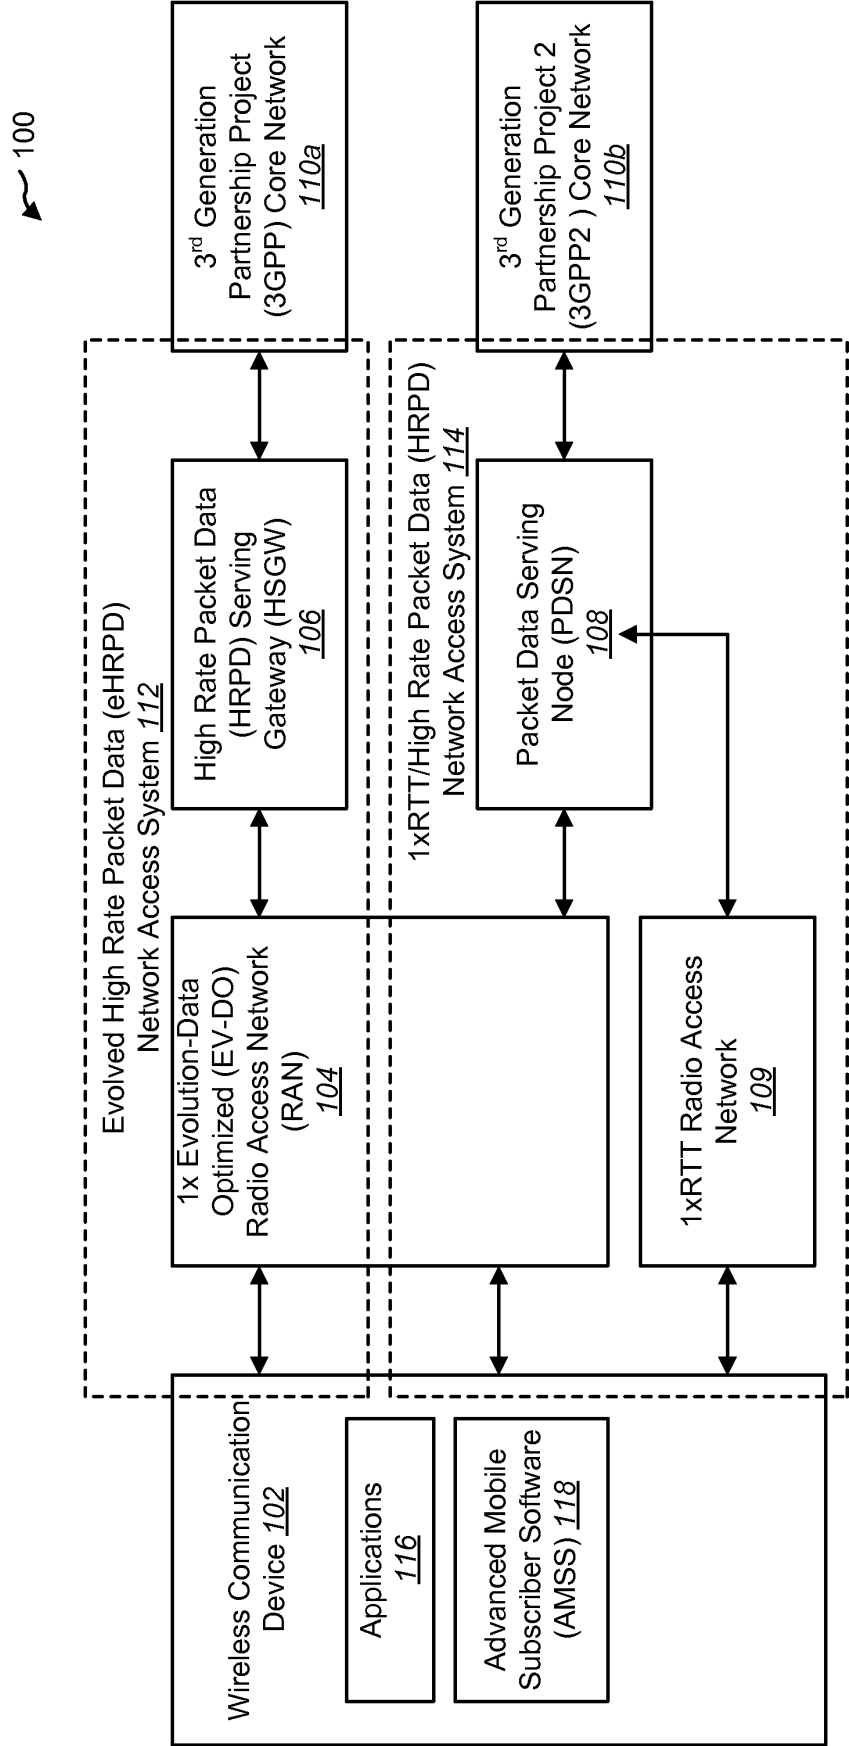 100
Evolved High Rate Packet Data (eHRPD)
Network Access System 112
Wireless Communication
Device 102
Applications
116
Advanced Mobile
Subscriber Software
(AMSS) 118
1x Evolution-Data
Optimized (EV-DO)
Radio Access Network
(RAN)
104
High Rate Packet Data
(HRPD) Serving
Gateway (HSGW)
106
3rd Generation
Partnership Project
(3GPP) Core Network
110a
1xRTT/High Rate Packet Data (HRPD)
Network Access System 114
Packet Data Serving
Node (PDSN)
108
3rd Generation
Partnership Project 2
(3GPP2 ) Core Network
110b
1xRTT Radio Access
Network
109